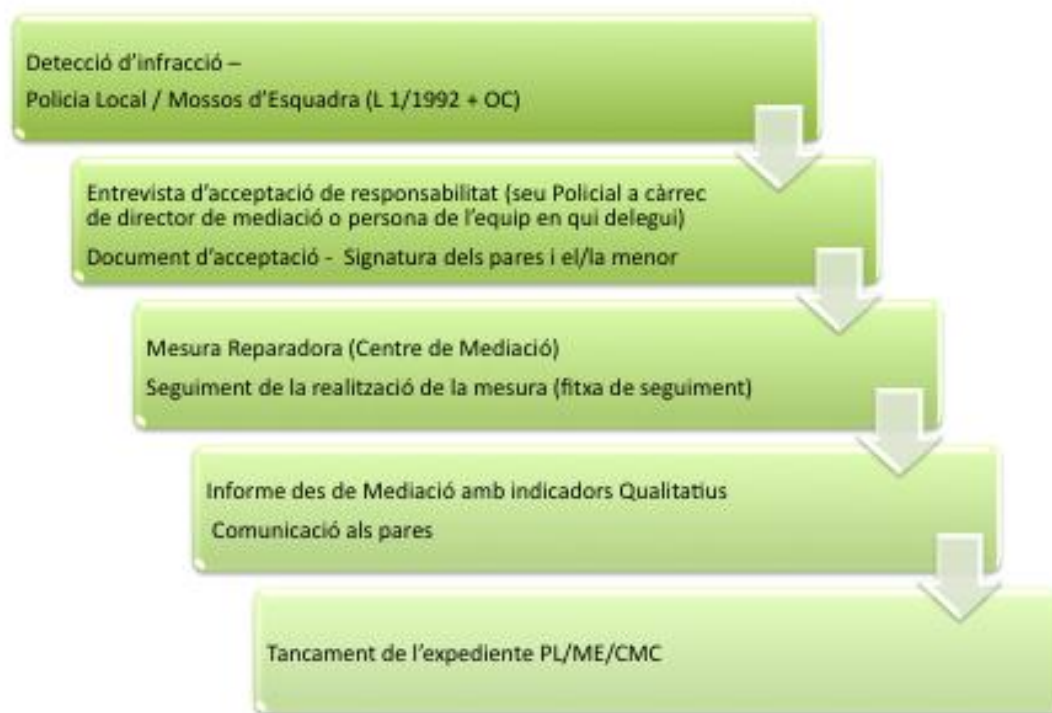 Detecció d'infracció –
Policia Local / Mossos d'Esquadra (L 1/1992 + OC)
Entrevista d'acceptació de responsabilitat (seu Policial a càrrec
de director de mediació o persona de l'equip en qui delegui)
Document d'acceptació - Signatura dels pares i el/la menor
Mesura Reparadora (Centre de Mediació)
Seguiment de la realització de la mesura (fitxa de seguiment)
Informe des de Mediació amb indicadors Qualitatius
Comunicació als pares
Tancament de l'expediente PL/ME/CMC